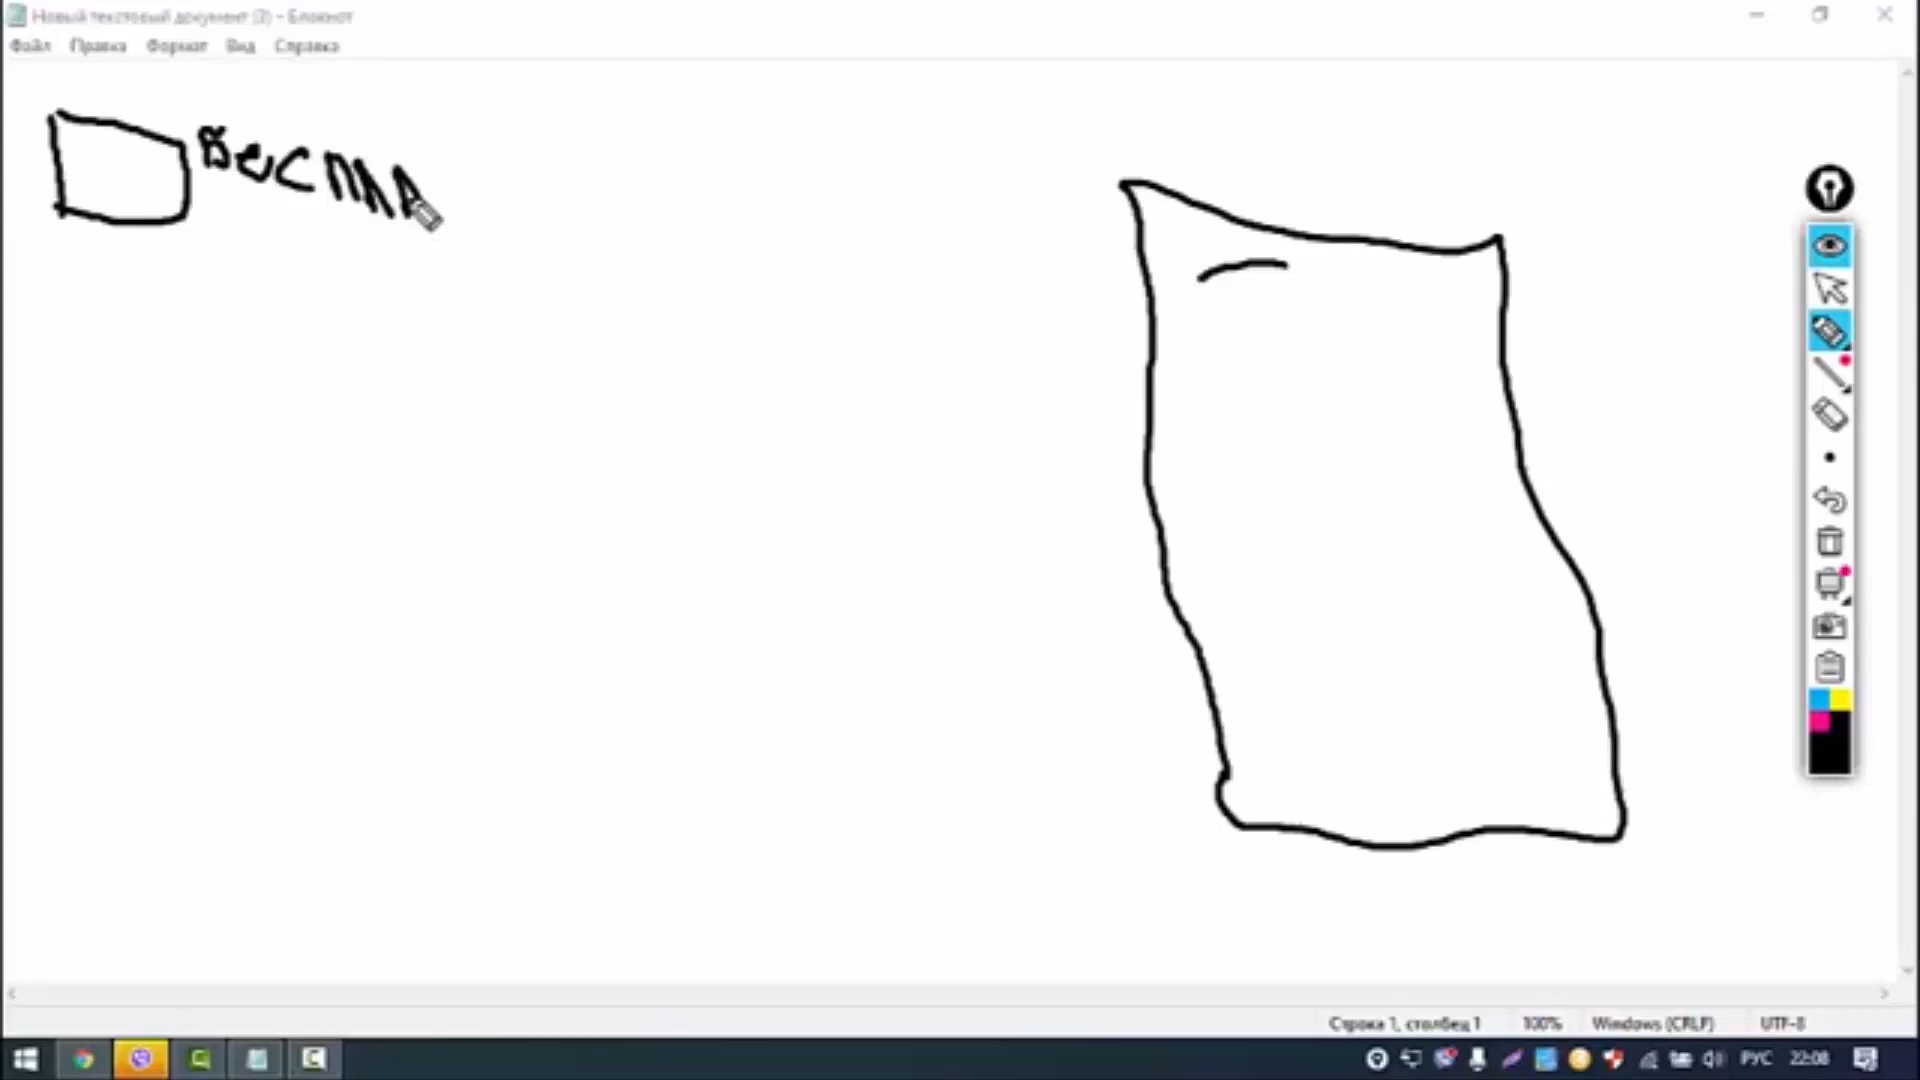 Новый текстовый документ (2) – Блокнот
Файл Правка Формат Вид Справка
Беспла
Строка 1, столбец 1 100% Windows (CRLF) UTF-8
РУС 22:08